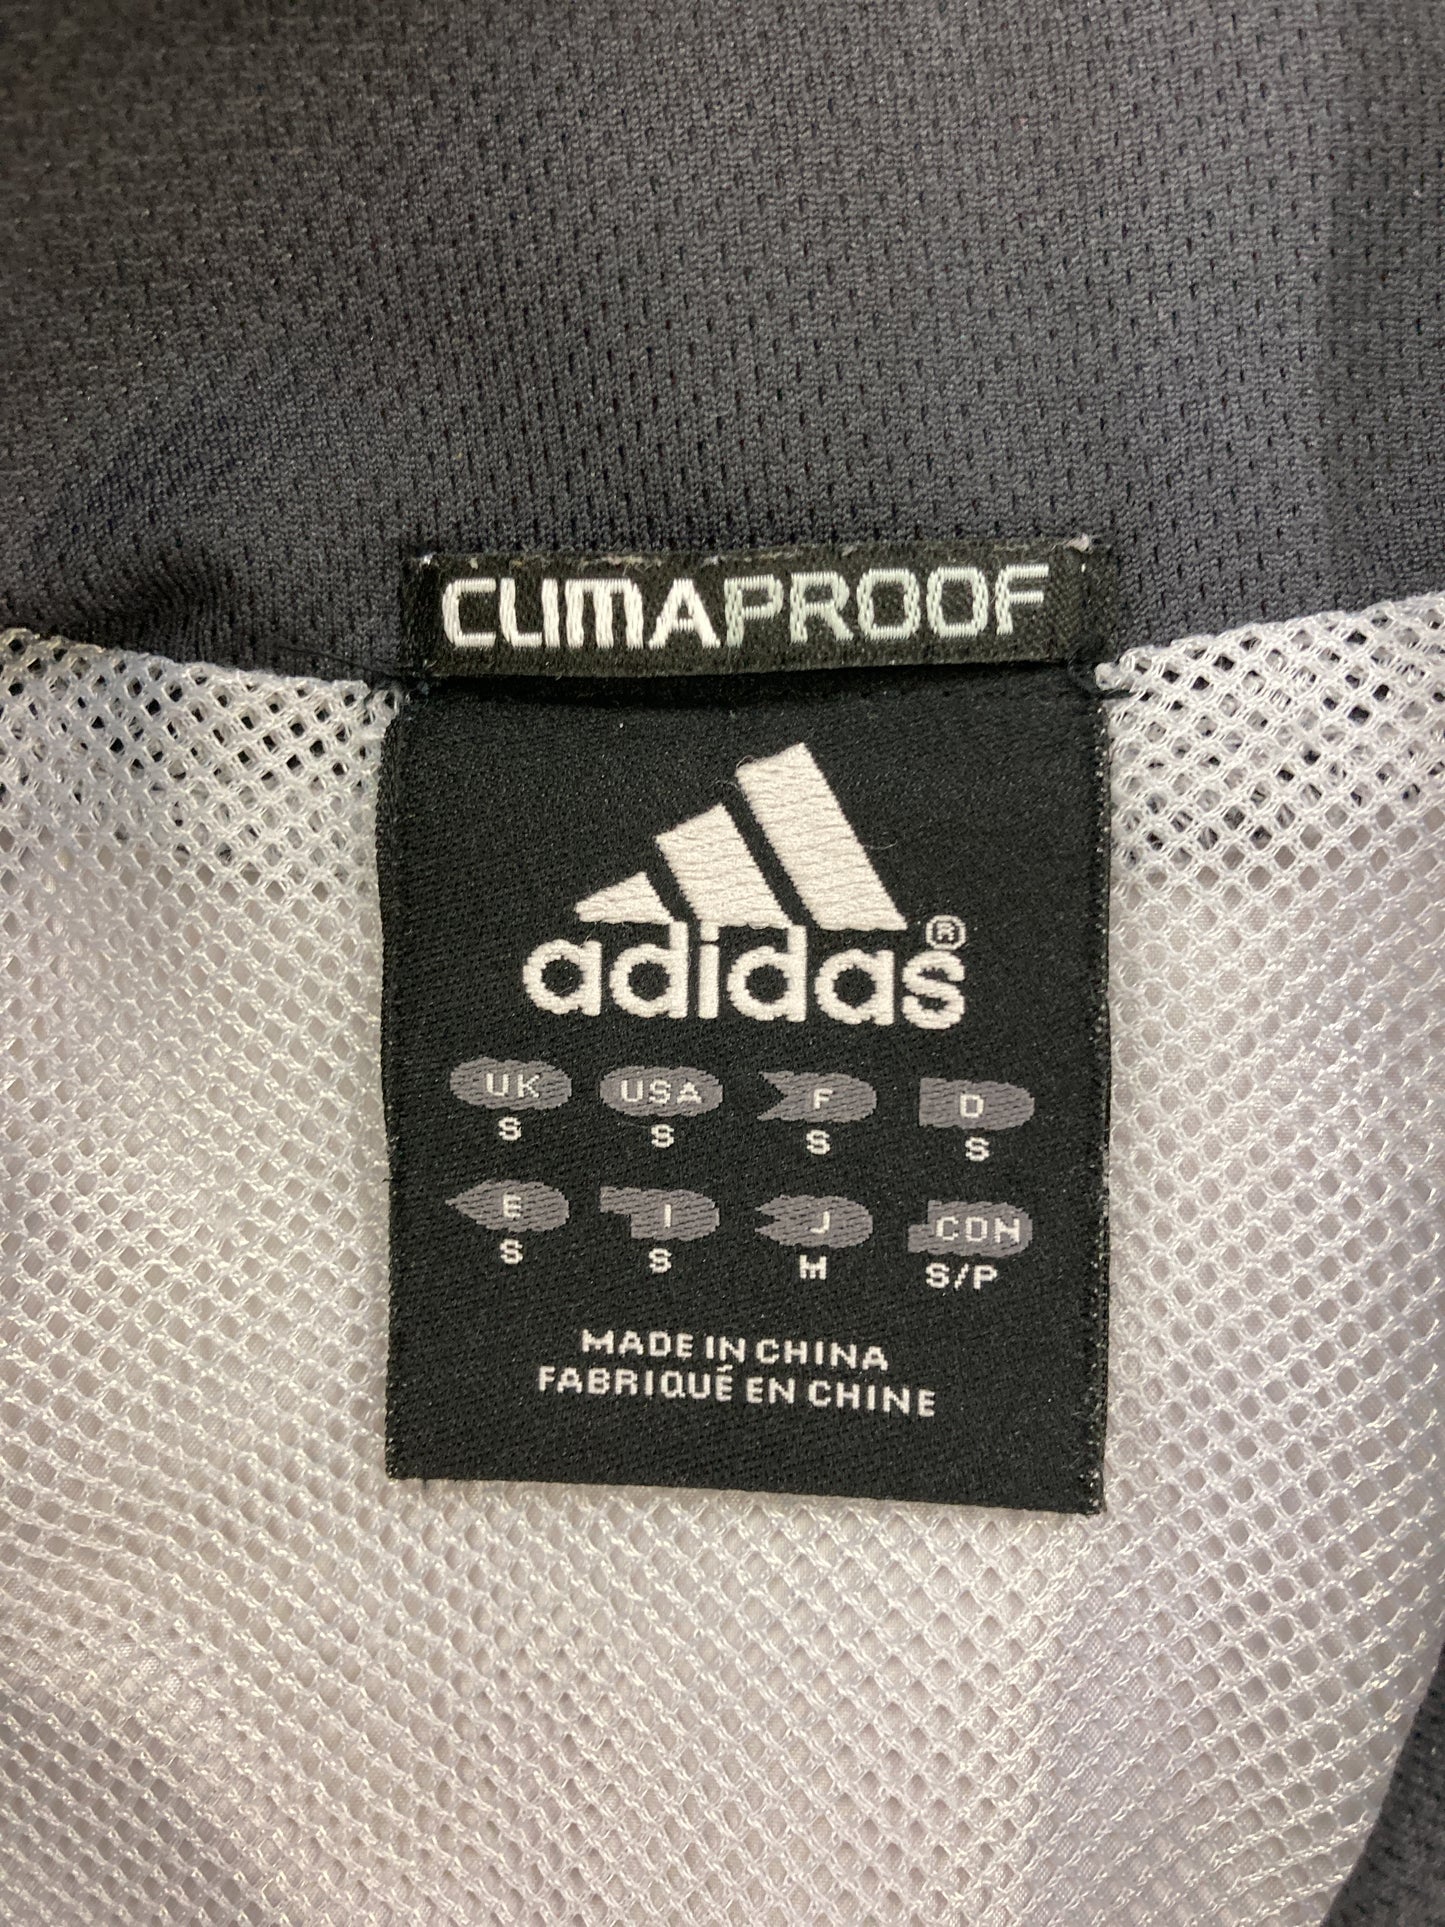 CLIMAPROOF
adidas®
UK USA F D
S S S S
E I J CDN
S S M S/P
MADE IN CHINA
FABRIQUÉ EN CHINE